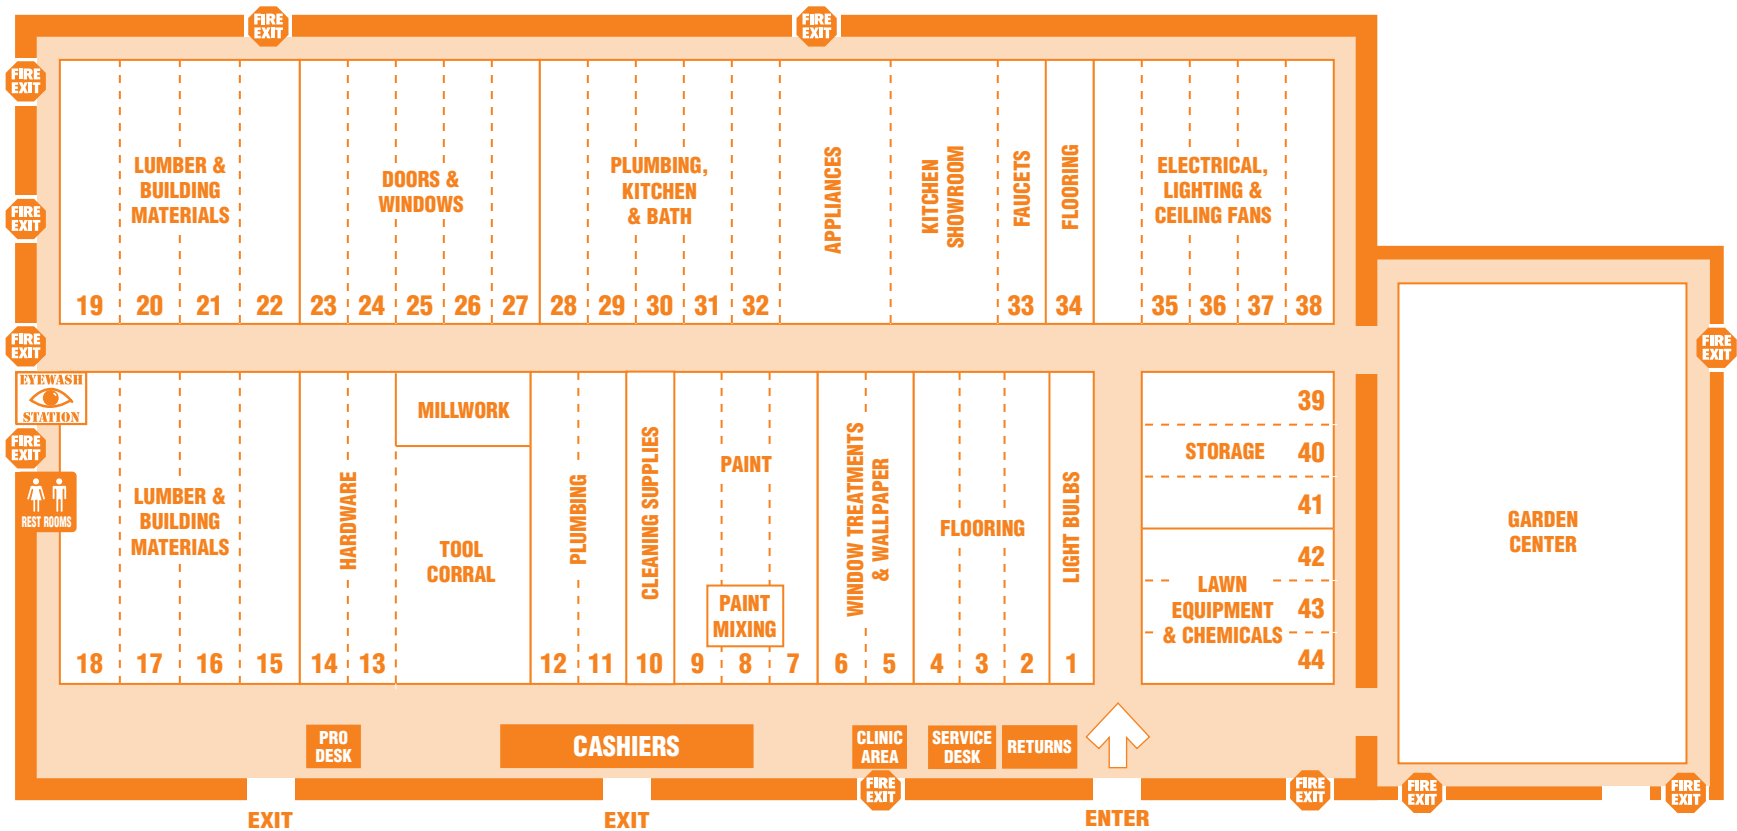 FIRE
EXIT
FIRE
EXIT
FIRE
EXIT
FIRE
EXIT
FIRE
EXIT
LUMBER &
BUILDING
MATERIALS
DOORS &
WINDOWS
PLUMBING,
KITCHEN
& BATH
APPLIANCES
KITCHEN
SHOWROOM
FAUCETS
FLOORING
ELECTRICAL,
LIGHTING &
CEILING FANS
19 20 21 22 23 24 25 26 27 28 29 30 31 32 33 34 35 36 37 38
EYEWASH
STATION
FIRE
EXIT
REST ROOMS
LUMBER &
BUILDING
MATERIALS
HARDWARE
MILLWORK
TOOL
CORRAL
PLUMBING
CLEANING SUPPLIES
PAINT
PAINT
MIXING
WINDOW TREATMENTS
& WALLPAPER
FLOORING
LIGHT BULBS
18 17 16 15 14 13 12 11 10 9 8 7 6 5 4 3 2 1
39
STORAGE 40
41
42
LAWN
EQUIPMENT
& CHEMICALS
43
44
GARDEN
CENTER
FIRE
EXIT
PRO
DESK
CASHIERS
CLINIC
AREA
SERVICE
DESK
RETURNS
FIRE
EXIT
FIRE
EXIT
FIRE
EXIT
FIRE
EXIT
EXIT
EXIT
ENTER